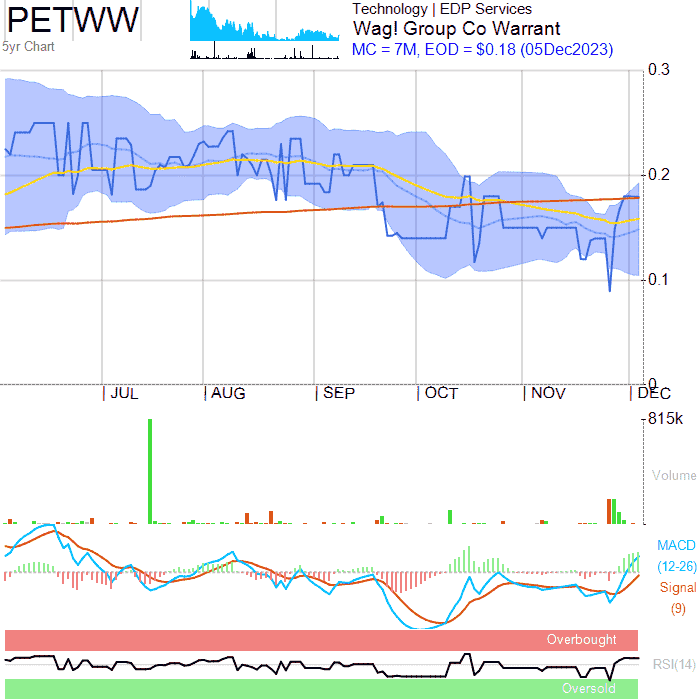 PETWW
5yr Chart
Technology | EDP Services
Wag! Group Co Warrant
MC = 7M, EOD = $0.18 (05Dec2023)
0.3
0.2
0.1
0
JUL AUG SEP OCT NOV DEC
815k
Volume
MACD
(12-26)
Signal
(9)
Overbought
RSI(14)
Oversold